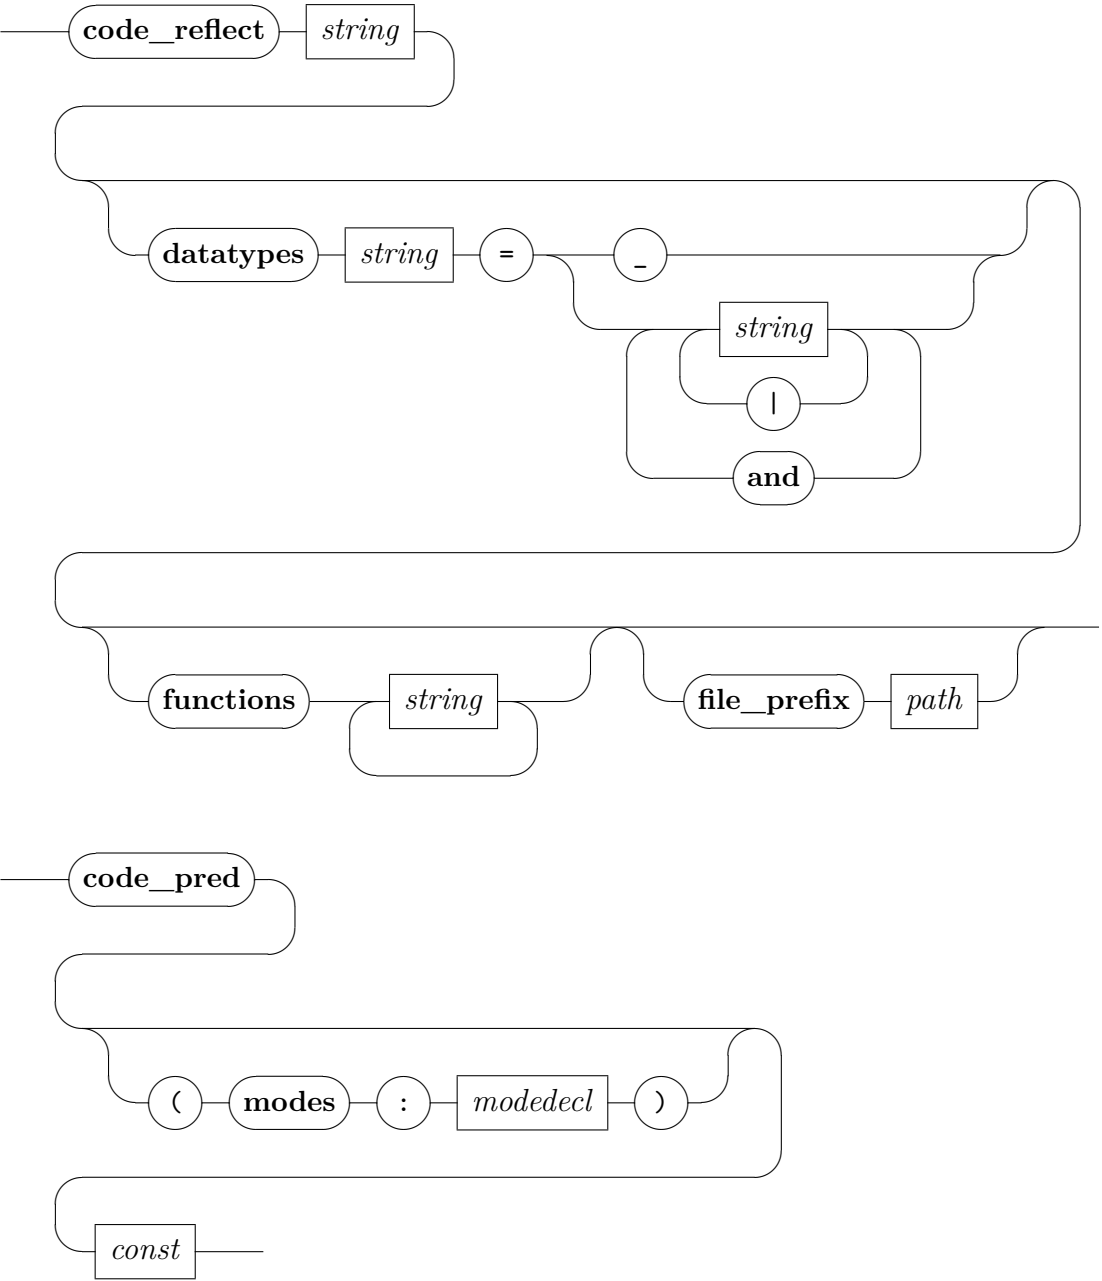 code_reflect string
datatypes string = _
string
|
and
functions string file_prefix path
code_pred
( modes : modedecl )
const